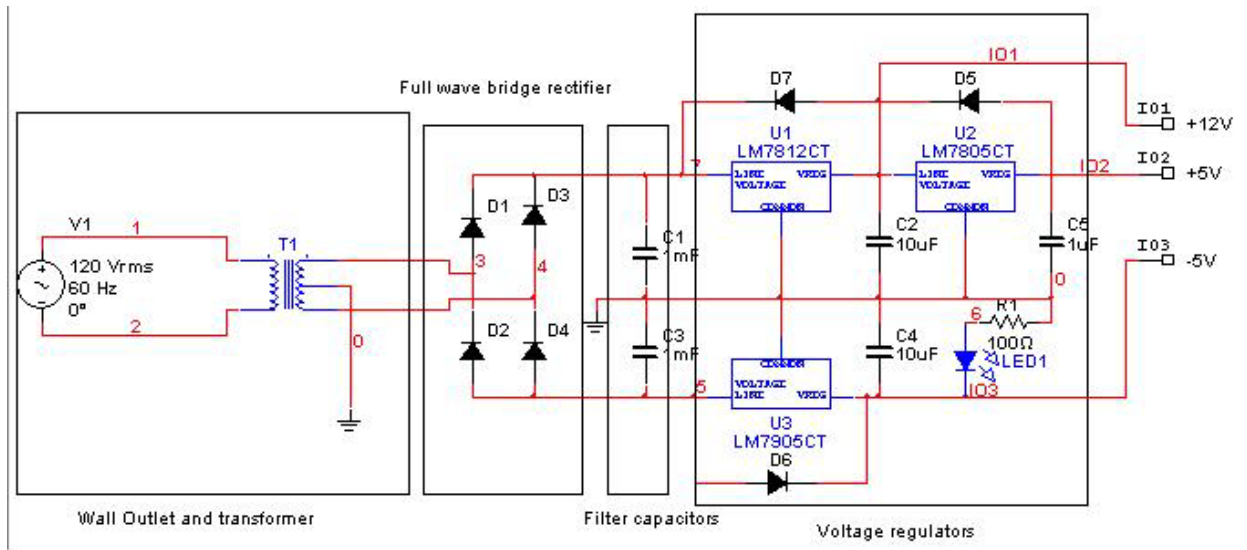 Full wave bridge rectifier
V1
120 Vrms
60 Hz
0°
1
2
T1
0
3
4
D1
D3
D2
D4
C1
1mF
C3
1mF
7
5
D7
D5
IO1
U1
LM7812CT
LINE VREG
VOLTAGE
COMMON
U2
LM7805CT
LINE VREG
VOLTAGE
COMMON
C2
10uF
C5
1uF
0
C4
10uF
6
R1
100Ω
LED1
COMMON
VOLTAGE
LINE VREG
U3
LM7905CT
D6
IO3
IO2
IO1
+12V
IO2
+5V
IO3
-5V
Wall Outlet and transformer
Filter capacitors
Voltage regulators